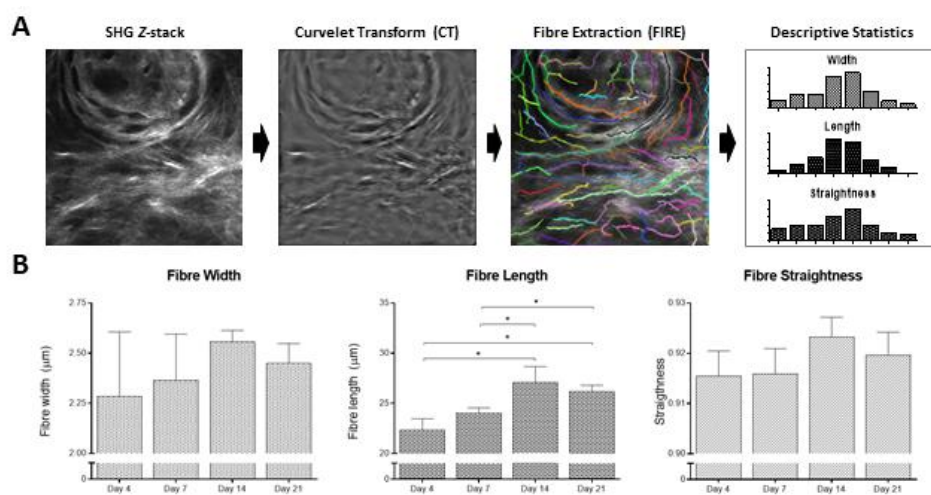 A
SHG Z-stack
Curvelet Transform (CT)
Fibre Extraction (FIRE)
Descriptive Statistics
Width
Length
Straightness
B
Fibre Width
Fibre width (μm)
2.75
2.50
2.25
2.00
0
Day 4 Day 7 Day 14 Day 21
Fibre Length
Fibre length (μm)
35
30
25
20
0
* 
*
*
*
Day 4 Day 7 Day 14 Day 21
Fibre Straightness
Straigthness
0.93
0.92
0.91
0.90
0
Day 4 Day 7 Day 14 Day 21